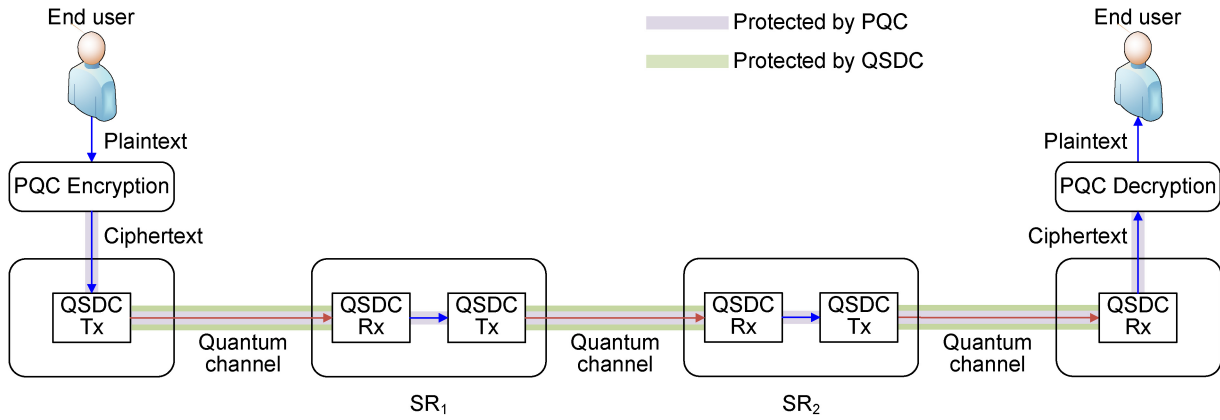 End user
Protected by PQC
End user
Protected by QSDC
Plaintext
Plaintext
PQC Encryption
PQC Decryption
Ciphertext
Ciphertext
QSDC
Tx
QSDC
Rx
QSDC
Tx
QSDC
Rx
QSDC
Tx
QSDC
Rx
Quantum
channel
Quantum
channel
Quantum
channel
SR₁
SR₂